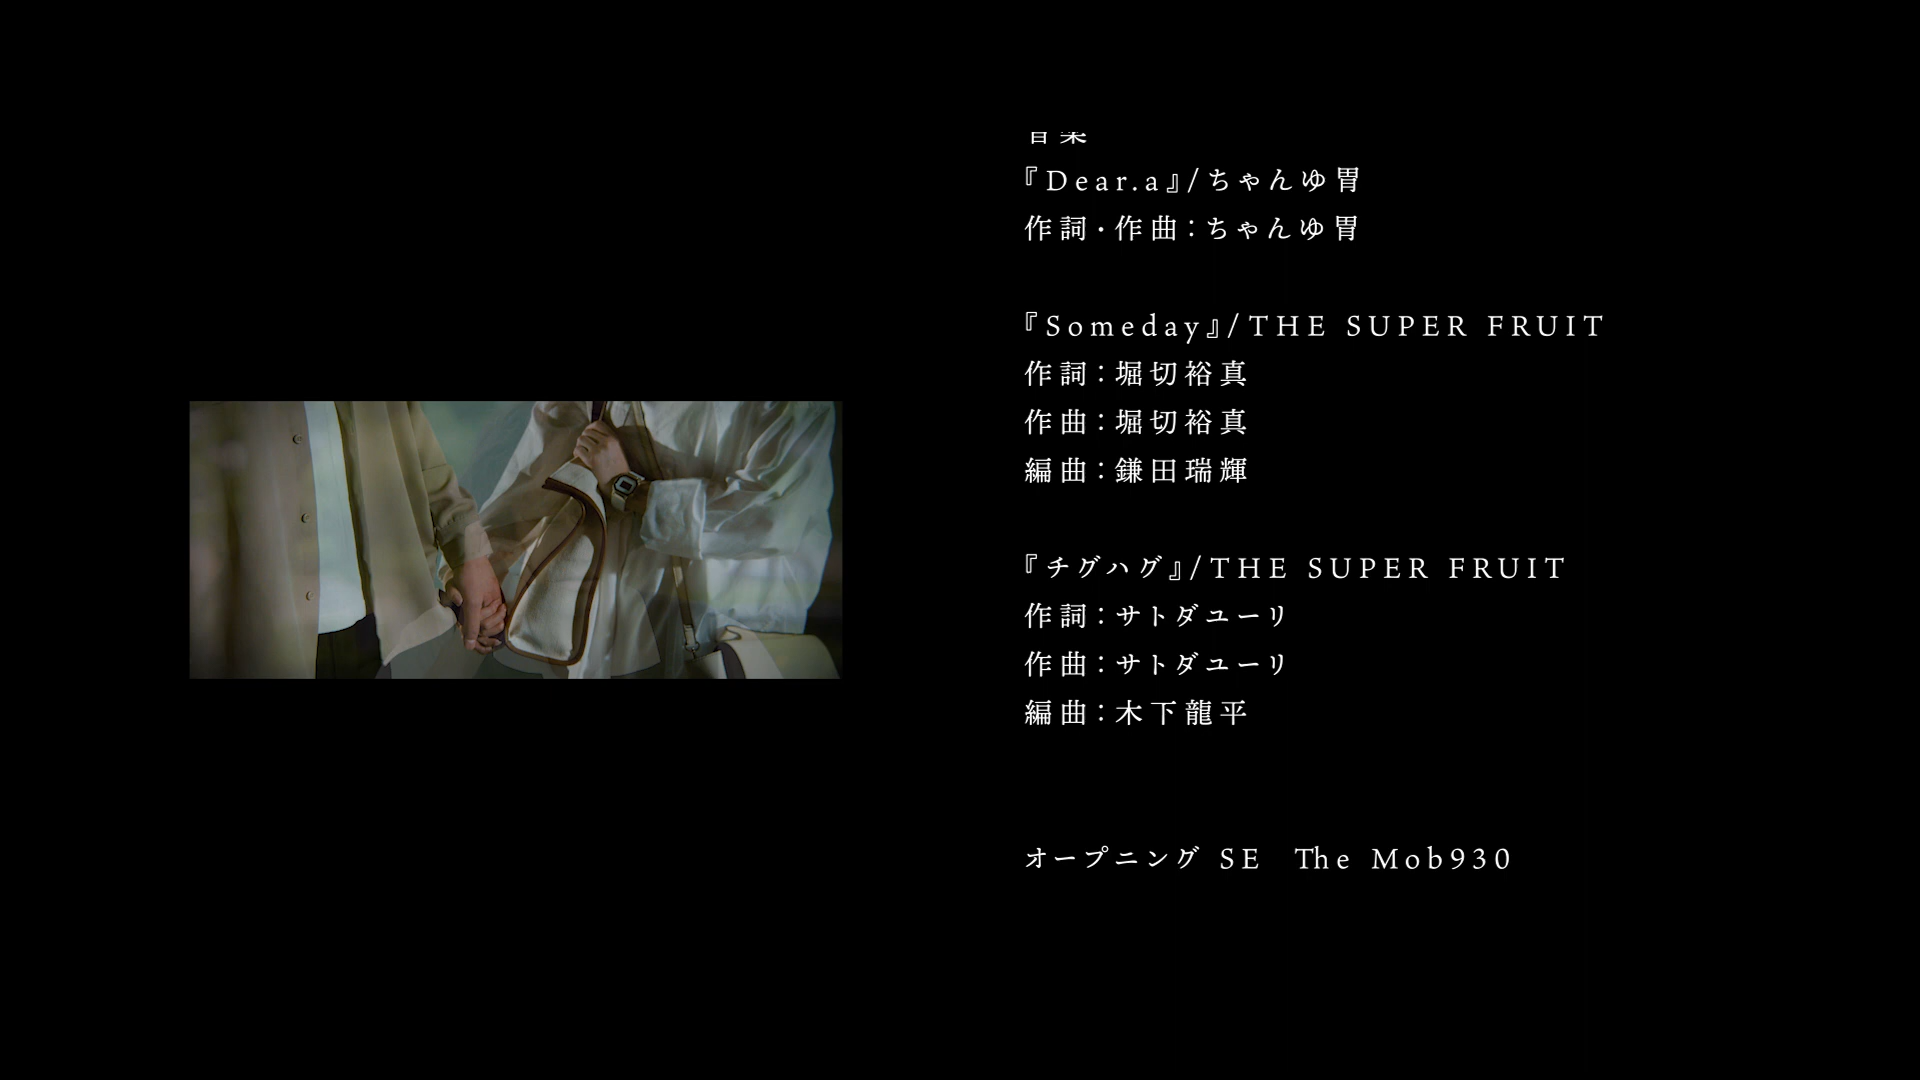 音楽
『Dear.a』/ちゃんゆ胃
作詞・作曲：ちゃんゆ胃
『Someday』/THE SUPER FRUIT
作詞：堀切裕真
作曲：堀切裕真
編曲：鎌田瑞輝
『チグハグ』/THE SUPER FRUIT
作詞：サトダユーリ
作曲：サトダユーリ
編曲：木下龍平
オープニング SE　The Mob930